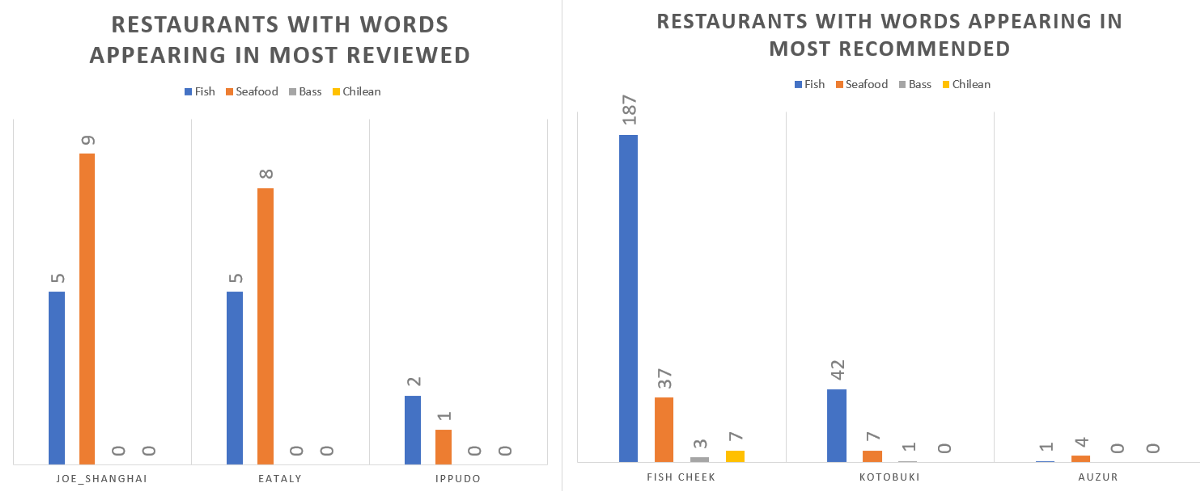 RESTAURANTS WITH WORDS
APPEARING IN MOST REVIEWED
Fish Seafood Bass Chilean
5 9 0 0 5 8 0 0 2 1 0 0
JOE_SHANGHAI EATALY IPPUDO
RESTAURANTS WITH WORDS APPEARING IN
MOST RECOMMENDED
Fish Seafood Bass Chilean
187 37 3 7 42 7 1 0 1 4 0 0
FISH CHEEK KOTOBUKI AUZUR